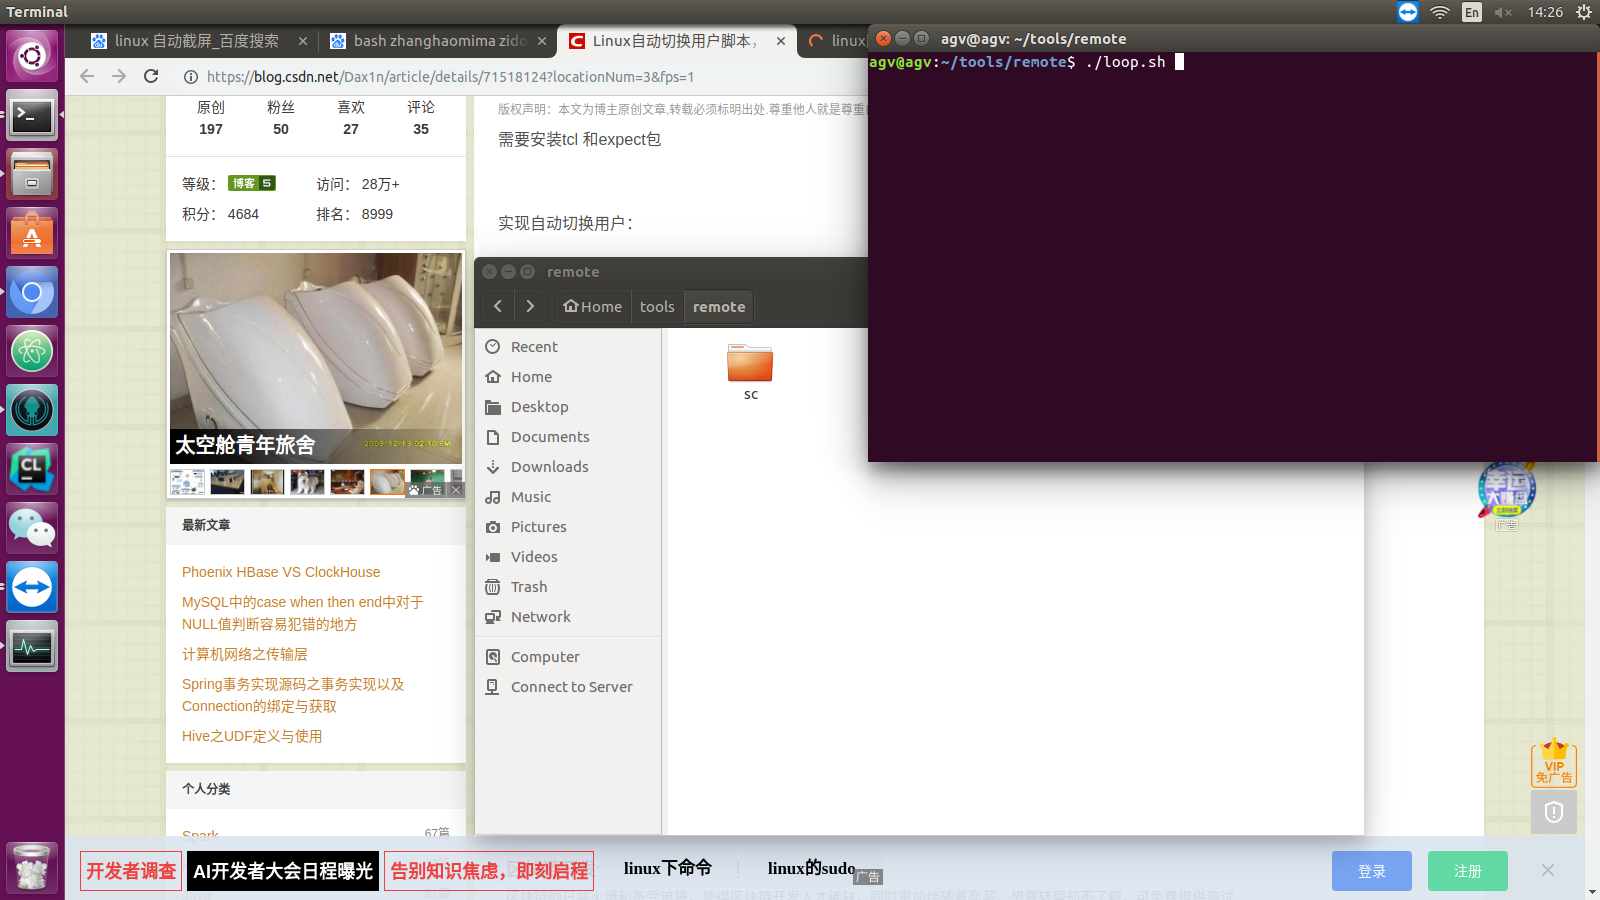 Terminal
En
14:26
linux 自动截屏_百度搜索
bash zhanghaomima zido
Linux自动切换用户脚本，
linux
https://blog.csdn.net/Dax1n/article/details/71518124?locationNum=3&fps=1
agv@agv: ~/tools/remote
agv@agv:~/tools/remote$ ./loop.sh
原创 粉丝 喜欢 评论
197 50 27 35
等级： 博客 5 访问： 28万+
积分： 4684 排名： 8999
版权声明：本文为博主原创文章,转载必须标明出处.尊重他人就是尊重
需要安装tcl 和expect包
实现自动切换用户：
太空舱青年旅舍
2009/12/13 02:10 PM
广告
最新文章
Phoenix HBase VS ClockHouse
MySQL中的case when then end中对于
NULL值判断容易犯错的地方
计算机网络之传输层
Spring事务实现源码之事务实现以及
Connection的绑定与获取
Hive之UDF定义与使用
个人分类
Spark 67篇
remote
Home tools remote
Recent
Home
Desktop
Documents
Downloads
Music
Pictures
Videos
Trash
Network
Computer
Connect to Server
sc
CL
幸运
大转盘
广告
VIP
免广告
开发者调查
AI开发者大会日程曝光
告别知识焦虑，即刻启程
linux下命令
linux的sudo
广告
登录
注册